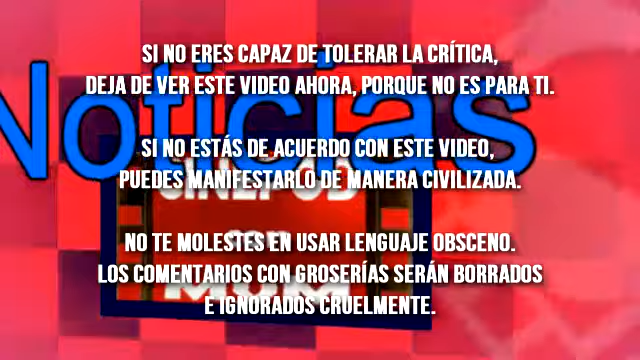 Noticias
SI NO ERES CAPAZ DE TOLERAR LA CRÍTICA,
DEJA DE VER ESTE VIDEO AHORA, PORQUE NO ES PARA TI.
SI NO ESTÁS DE ACUERDO CON ESTE VIDEO,
PUEDES MANIFESTARLO DE MANERA CIVILIZADA.
NO TE MOLESTES EN USAR LENGUAJE OBSCENO.
LOS COMENTARIOS CON GROSERÍAS SERÁN BORRADOS
E IGNORADOS CRUELMENTE.